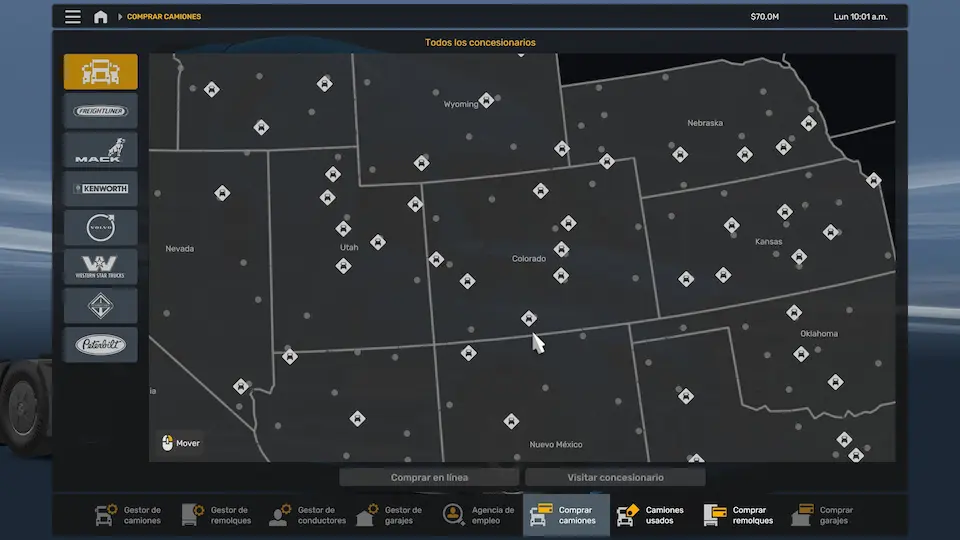 COMPRAR CAMIONES
$70,0M
Lun 10:01 a.m.
Todos los concesionarios
FREIGHTLINER
MACK
KENWORTH
VOLVO
WESTERN STAR TRUCKS
Peterbilt
Wyoming
Nebraska
Nevada
Utah
Colorado
Kansas
Oklahoma
ia
Nuevo México
Mover
Comprar en línea
Visitar concesionario
Gestor de
camiones
Gestor de
remolques
Gestor de
conductores
Gestor de
garajes
Agencia de
empleo
Comprar
camiones
Camiones
usados
Comprar
remolques
Comprar
garajes